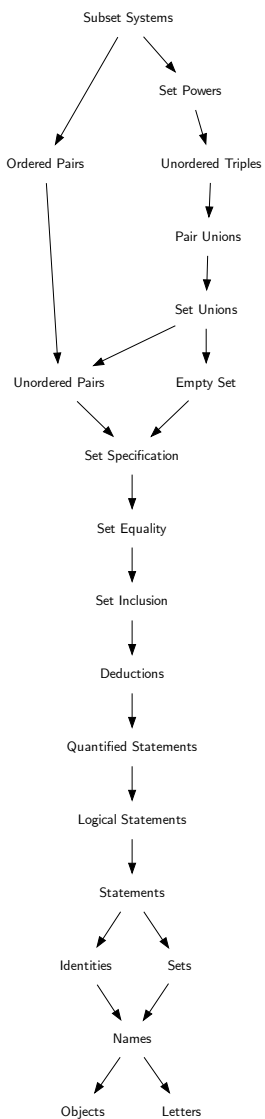 Subset Systems
Set Powers
Ordered Pairs
Unordered Triples
Pair Unions
Set Unions
Unordered Pairs
Empty Set
Set Specification
Set Equality
Set Inclusion
Deductions
Quantified Statements
Logical Statements
Statements
Identities
Sets
Names
Objects
Letters